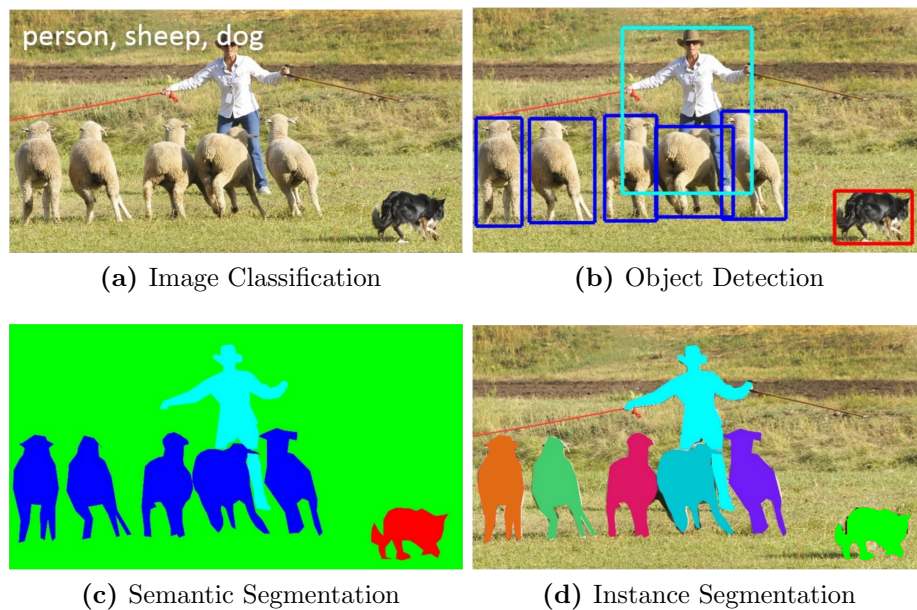 person, sheep, dog
(a) Image Classification
(b) Object Detection
(c) Semantic Segmentation
(d) Instance Segmentation